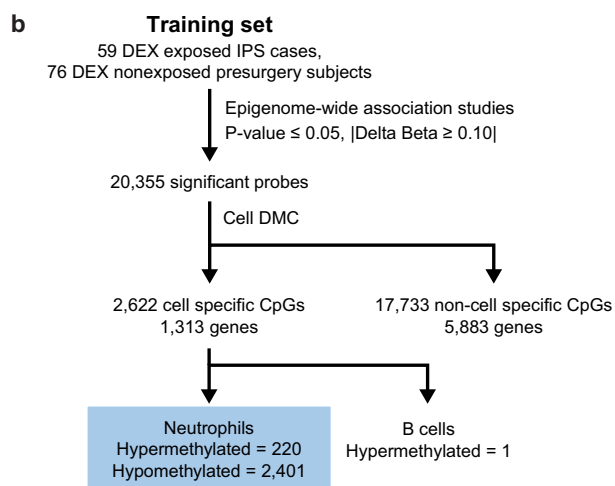 b
Training set
59 DEX exposed IPS cases,
76 DEX nonexposed presurgery subjects
Epigenome-wide association studies
P-value ≤ 0.05, |Delta Beta ≥ 0.10|
20,355 significant probes
Cell DMC
2,622 cell specific CpGs
1,313 genes
17,733 non-cell specific CpGs
5,883 genes
Neutrophils
Hypermethylated = 220
Hypomethylated = 2,401
B cells
Hypermethylated = 1